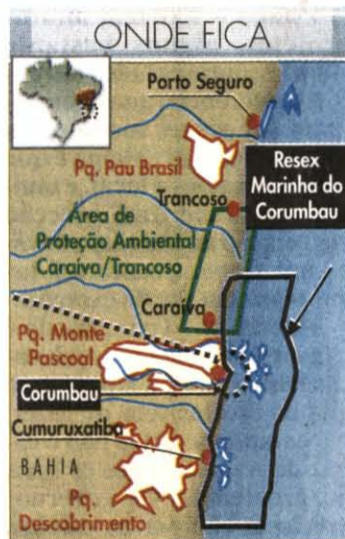 ONDE FICA
Porto Seguro
Pq. Pau Brasil
Resex
Marinha do
Corumbau
Trancoso
Área de
Proteção Ambiental
Caraíva/Trancoso
Caraíva
Pq. Monte
Pascoal
Corumbau
Cumuruxatiba
BAHIA
Pq.
Descobrimento